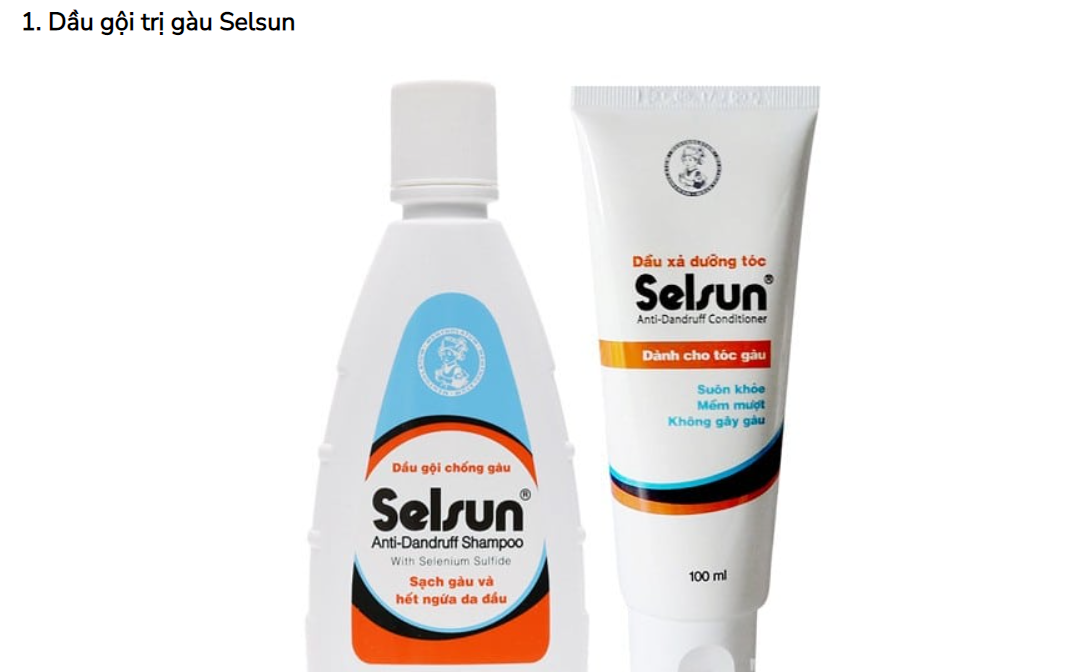 1. Dầu gội trị gàu Selsun
Dầu gội chống gàu
Selsun®
Anti-Dandruff Shampoo
With Selenium Sulfide
Sạch gàu và
hết ngứa da đầu
Dầu xả dưỡng tóc
Selsun®
Anti-Dandruff Conditioner
Dành cho tóc gàu
Suôn khỏe
Mềm mượt
Không gây gàu
100 ml